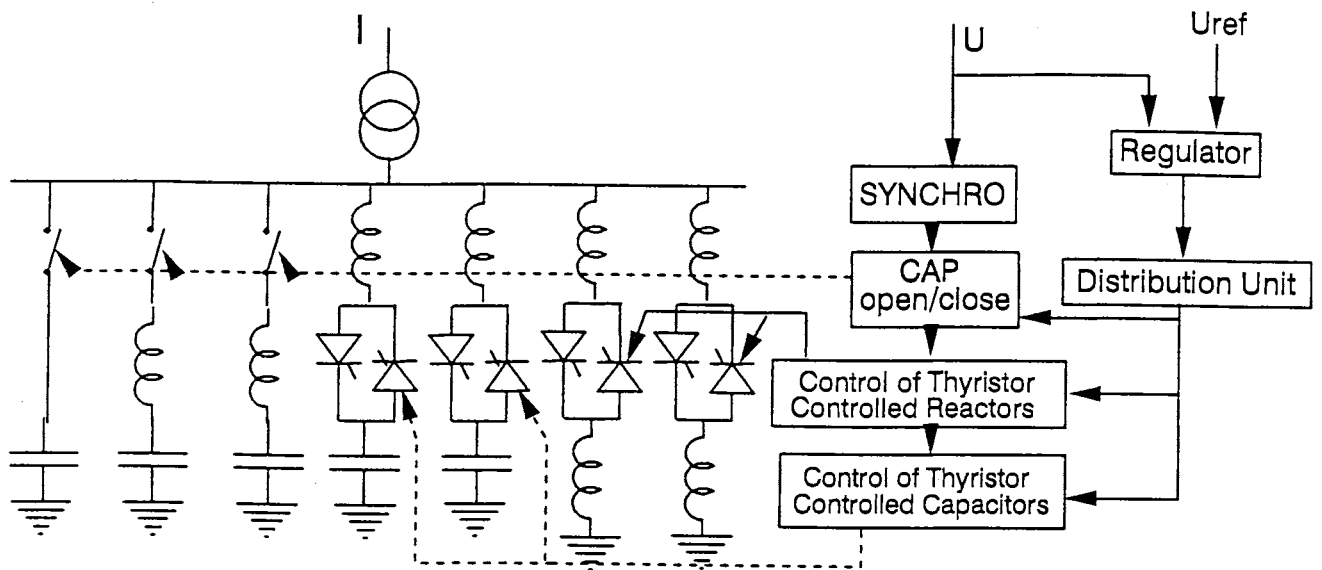 I
U
Uref
Regulator
SYNCHRO
CAP
open/close
Distribution Unit
Control of Thyristor
Controlled Reactors
Control of Thyristor
Controlled Capacitors